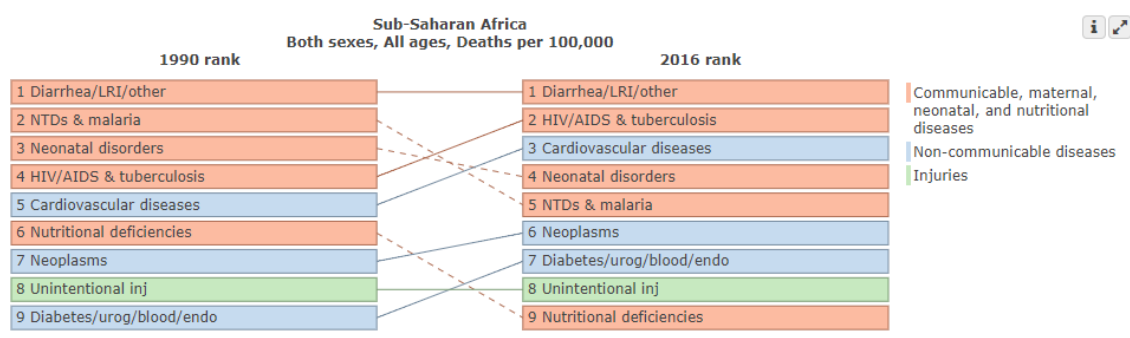 Sub-Saharan Africa
Both sexes, All ages, Deaths per 100,000
1990 rank
2016 rank
1 Diarrhea/LRI/other
2 NTDs & malaria
3 Neonatal disorders
4 HIV/AIDS & tuberculosis
5 Cardiovascular diseases
6 Nutritional deficiencies
7 Neoplasms
8 Unintentional inj
9 Diabetes/urog/blood/endo
1 Diarrhea/LRI/other
2 HIV/AIDS & tuberculosis
3 Cardiovascular diseases
4 Neonatal disorders
5 NTDs & malaria
6 Neoplasms
7 Diabetes/urog/blood/endo
8 Unintentional inj
9 Nutritional deficiencies
Communicable, maternal,
neonatal, and nutritional
diseases
Non-communicable diseases
Injuries
i